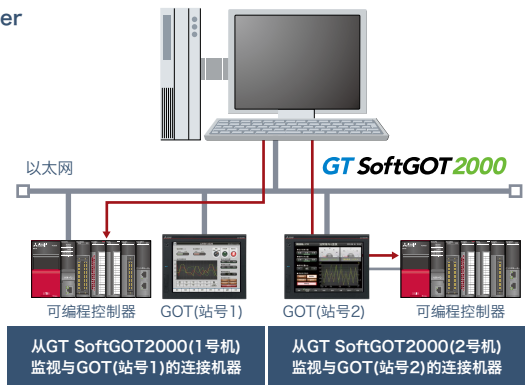 er
以太网
GT SoftGOT2000
可编程控制器
GOT(站号1)
GOT(站号2)
可编程控制器
从GT SoftGOT2000(1号机)
监视与GOT(站号1)的连接机器
从GT SoftGOT2000(2号机)
监视与GOT(站号2)的连接机器